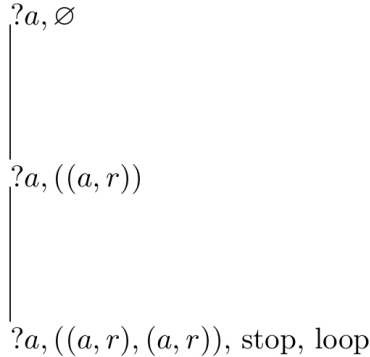 ?a, ∅
?a, ((a, r))
?a, ((a, r), (a, r)), stop, loop